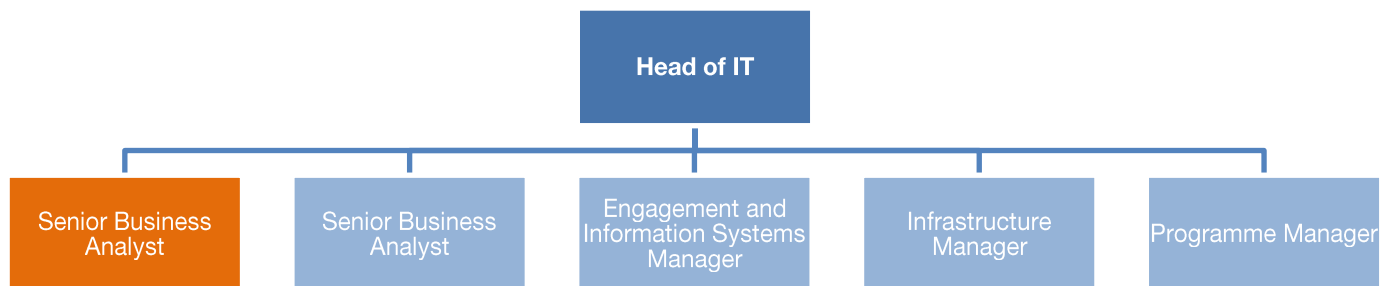 Head of IT
Senior Business
Analyst
Senior Business
Analyst
Engagement and
Information Systems
Manager
Infrastructure
Manager
Programme Manager